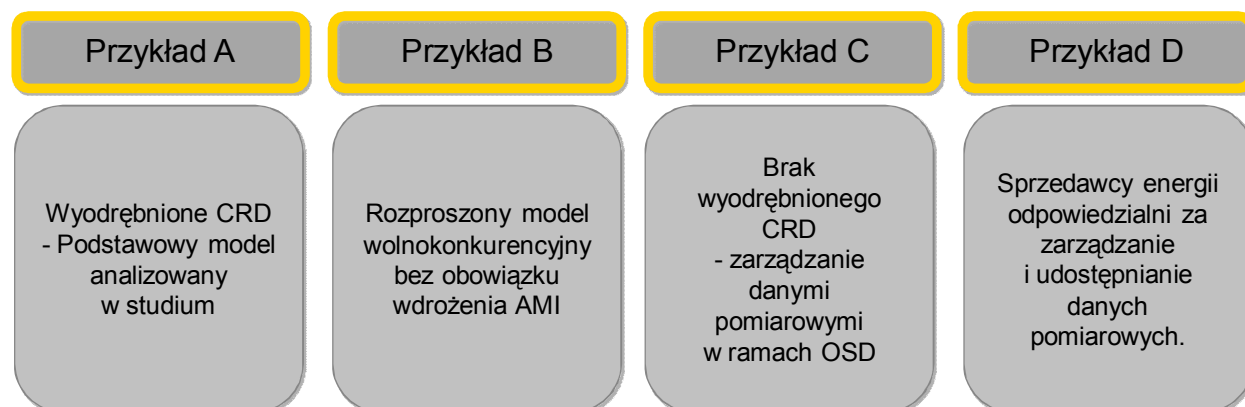 Przykład A
Wyodrębnione CRD
- Podstawowy model
analizowany
w studium
Przykład B
Rozproszony model
wolnokonkurencyjny
bez obowiązku
wdrożenia AMI
Przykład C
Brak
wyodrębnionego
CRD
- zarządzanie
danymi
pomiarowymi
w ramach OSD
Przykład D
Sprzedawcy energii
odpowiedzialni za
zarządzanie
i udostępnianie
danych
pomiarowych.